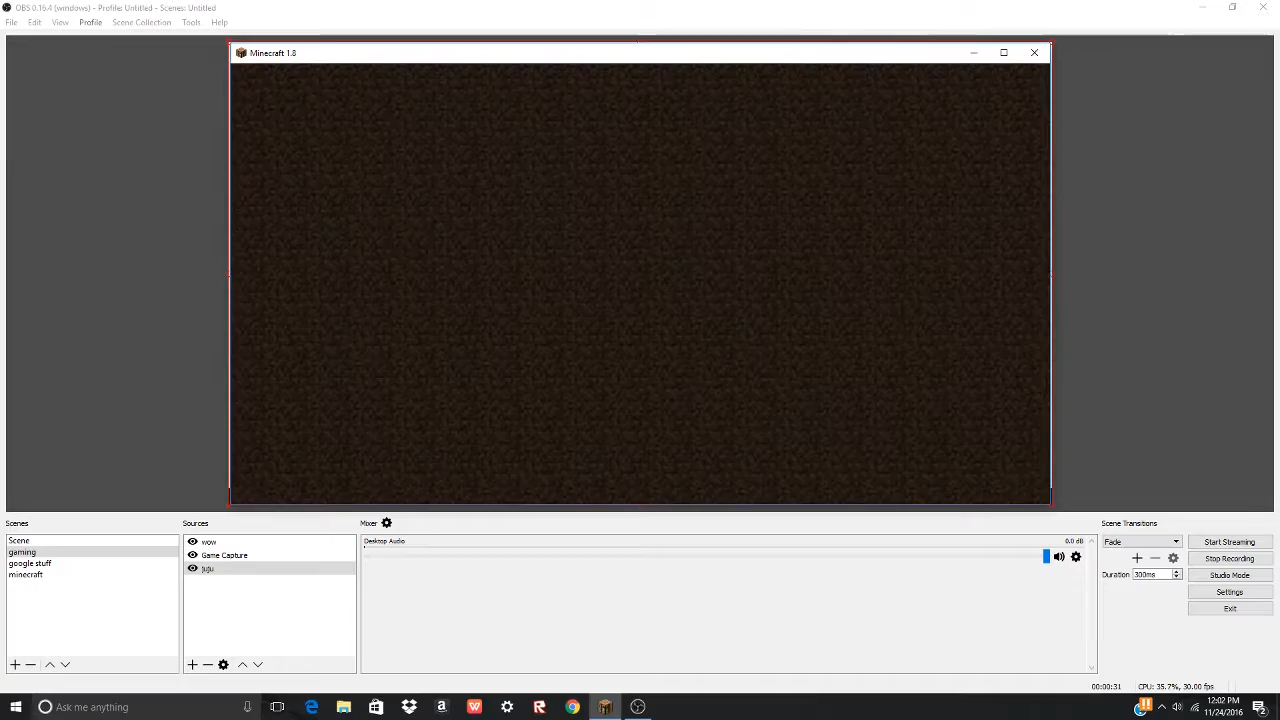 OBS 0.16.4 (windows) - Profile: Untitled - Scenes: Untitled
File Edit View Profile Scene Collection Tools Help
Minecraft 1.8
Scenes
Scene
gaming
google stuff
minecraft
Sources
wow
Game Capture
Mixer
Desktop Audio 0.0 dB
Scene Transitions
Fade
Duration 300ms
Start Streaming
Stop Recording
Studio Mode
Settings
Exit
00:00:31 CPU: 35.7%, 30.00 fps
Ask me anything
12:02 PM
11/24/2016
2